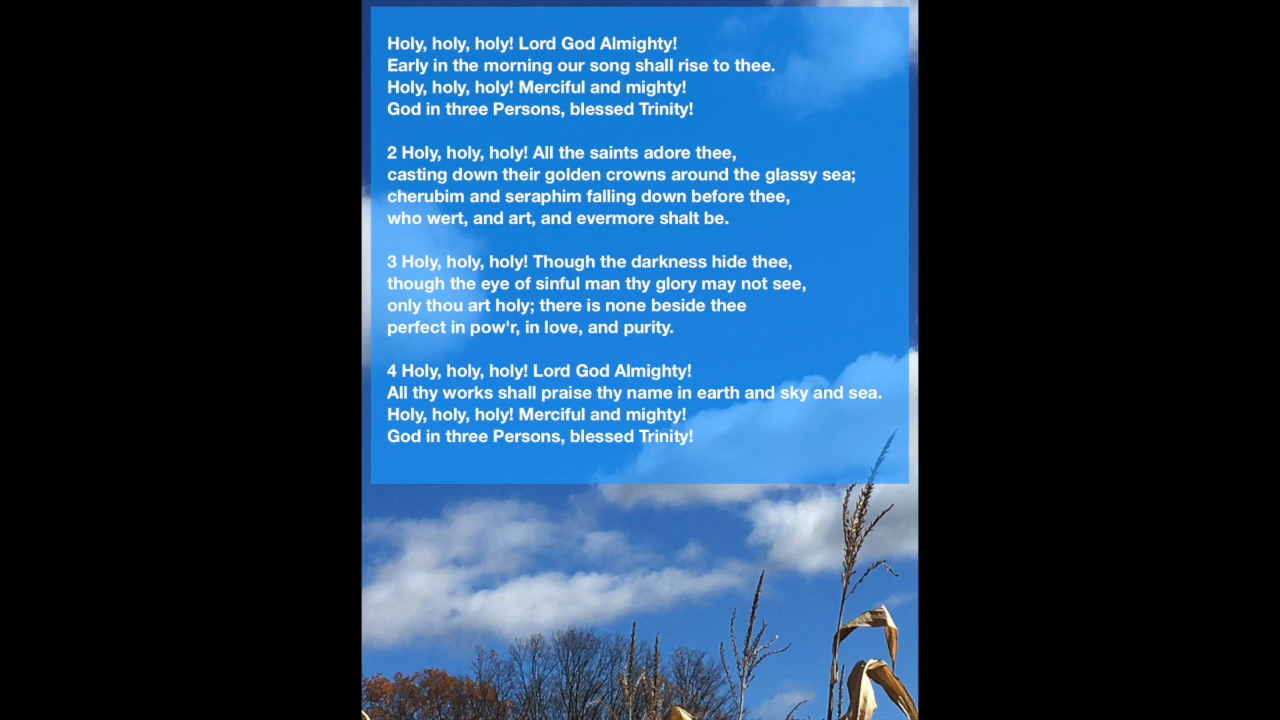 Holy, holy, holy! Lord God Almighty!
Early in the morning our song shall rise to thee.
Holy, holy, holy! Merciful and mighty!
God in three Persons, blessed Trinity!
2 Holy, holy, holy! All the saints adore thee,
casting down their golden crowns around the glassy sea;
cherubim and seraphim falling down before thee,
who wert, and art, and evermore shalt be.
3 Holy, holy, holy! Though the darkness hide thee,
though the eye of sinful man thy glory may not see,
only thou art holy; there is none beside thee
perfect in pow'r, in love, and purity.
4 Holy, holy, holy! Lord God Almighty!
All thy works shall praise thy name in earth and sky and sea.
Holy, holy, holy! Merciful and mighty!
God in three Persons, blessed Trinity!